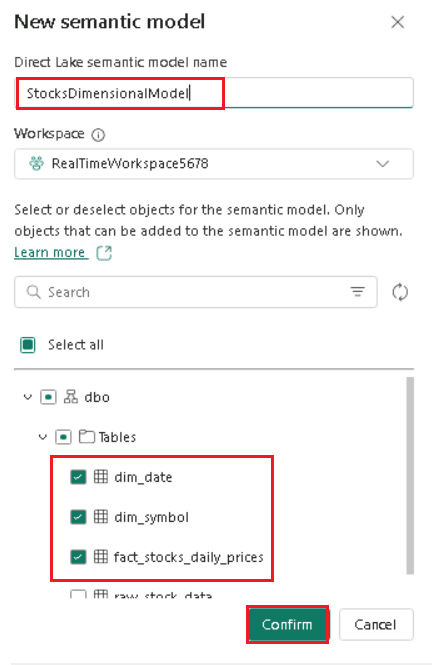 New semantic model
Direct Lake semantic model name
StocksDimensionalModel
Workspace
RealTimeWorkspace5678
Select or deselect objects for the semantic model. Only
objects that can be added to the semantic model are shown.
Learn more
Search
Select all
dbo
Tables
dim_date
dim_symbol
fact_stocks_daily_prices
raw_stock_data
Confirm Cancel